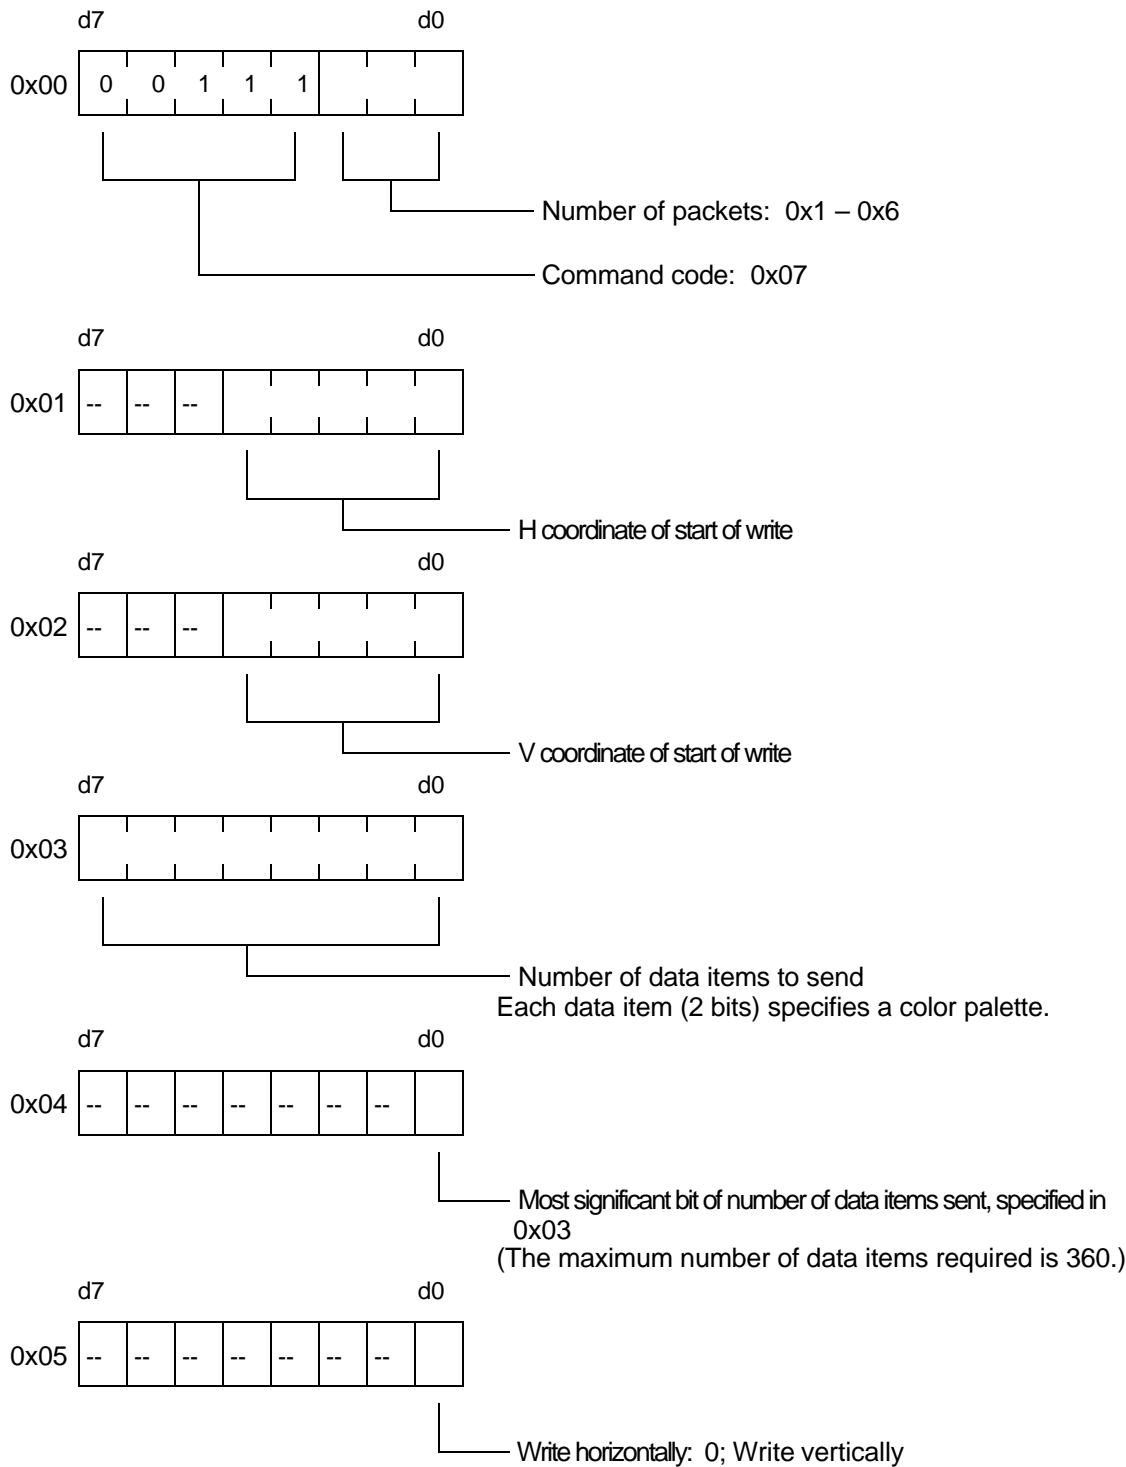 d7 d0
0x00 0 0 1 1 1
Number of packets: 0x1 – 0x6
Command code: 0x07
d7 d0
0x01 -- -- --
H coordinate of start of write
d7 d0
0x02 -- -- --
V coordinate of start of write
d7 d0
0x03
Number of data items to send
Each data item (2 bits) specifies a color palette.
d7 d0
0x04 -- -- -- -- -- -- --
Most significant bit of number of data items sent, specified in
0x03
(The maximum number of data items required is 360.)
d7 d0
0x05 -- -- -- -- -- -- --
Write horizontally: 0; Write vertically